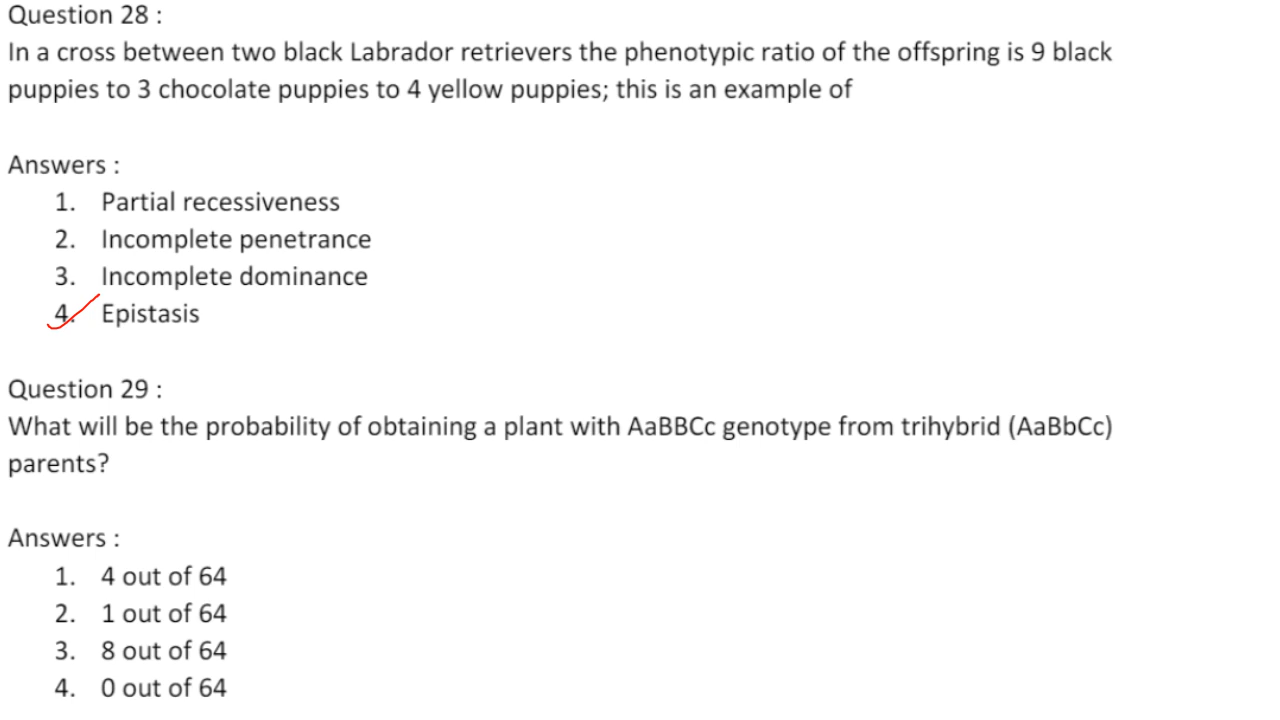 Question 28 :
In a cross between two black Labrador retrievers the phenotypic ratio of the offspring is 9 black
puppies to 3 chocolate puppies to 4 yellow puppies; this is an example of
Answers :
1. Partial recessiveness
2. Incomplete penetrance
3. Incomplete dominance
4. Epistasis
Question 29 :
What will be the probability of obtaining a plant with AaBBCc genotype from trihybrid (AaBbCc)
parents?
Answers :
1. 4 out of 64
2. 1 out of 64
3. 8 out of 64
4. 0 out of 64